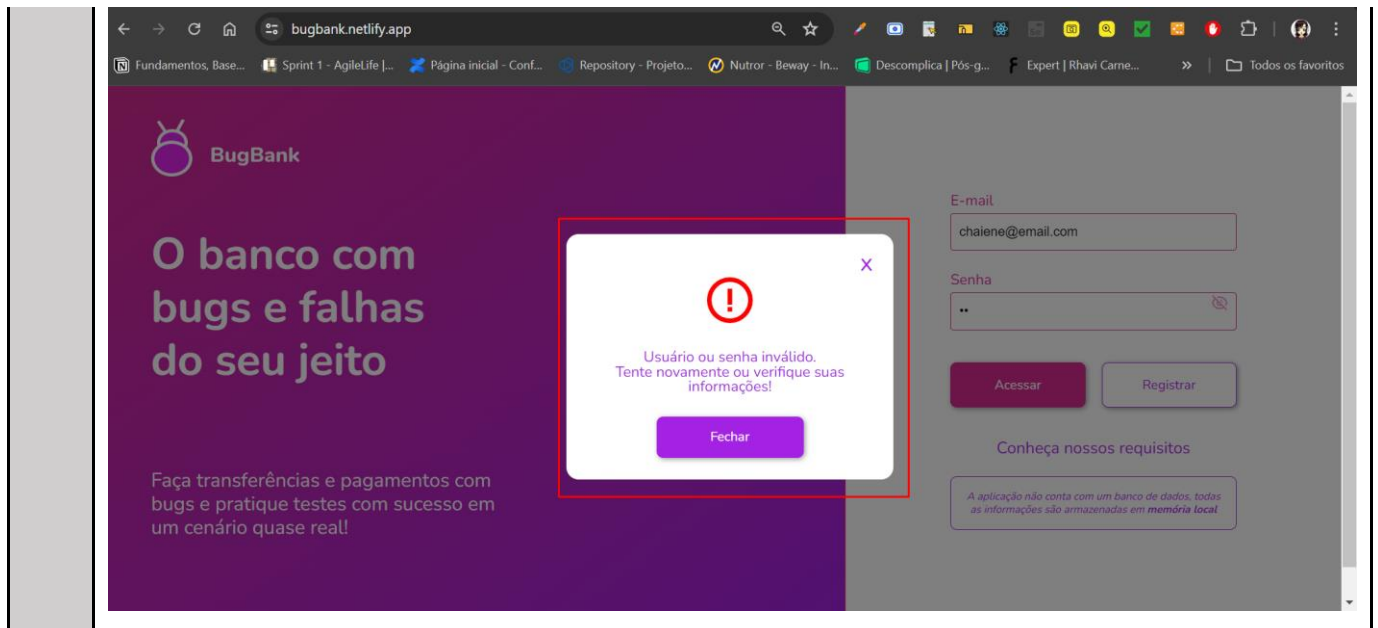 bugbank.netlify.app
Fundamentos, Base...
Sprint 1 - AgileLife |...
Página inicial - Conf...
Repository - Projeto...
Nutror - Beway - In...
Descomplica | Pós-g...
Expert | Rhavi Carne...
»
Todos os favoritos
BugBank
O banco com
bugs e falhas
do seu jeito
Faça transferências e pagamentos com
bugs e pratique testes com sucesso em
um cenário quase real!
X
Usuário ou senha inválido.
Tente novamente ou verifique suas
informações!
Fechar
E-mail
chaiene@email.com
Senha
••
Acessar
Registrar
Conheça nossos requisitos
A aplicação não conta com um banco de dados, todas
as informações são armazenadas em memória local